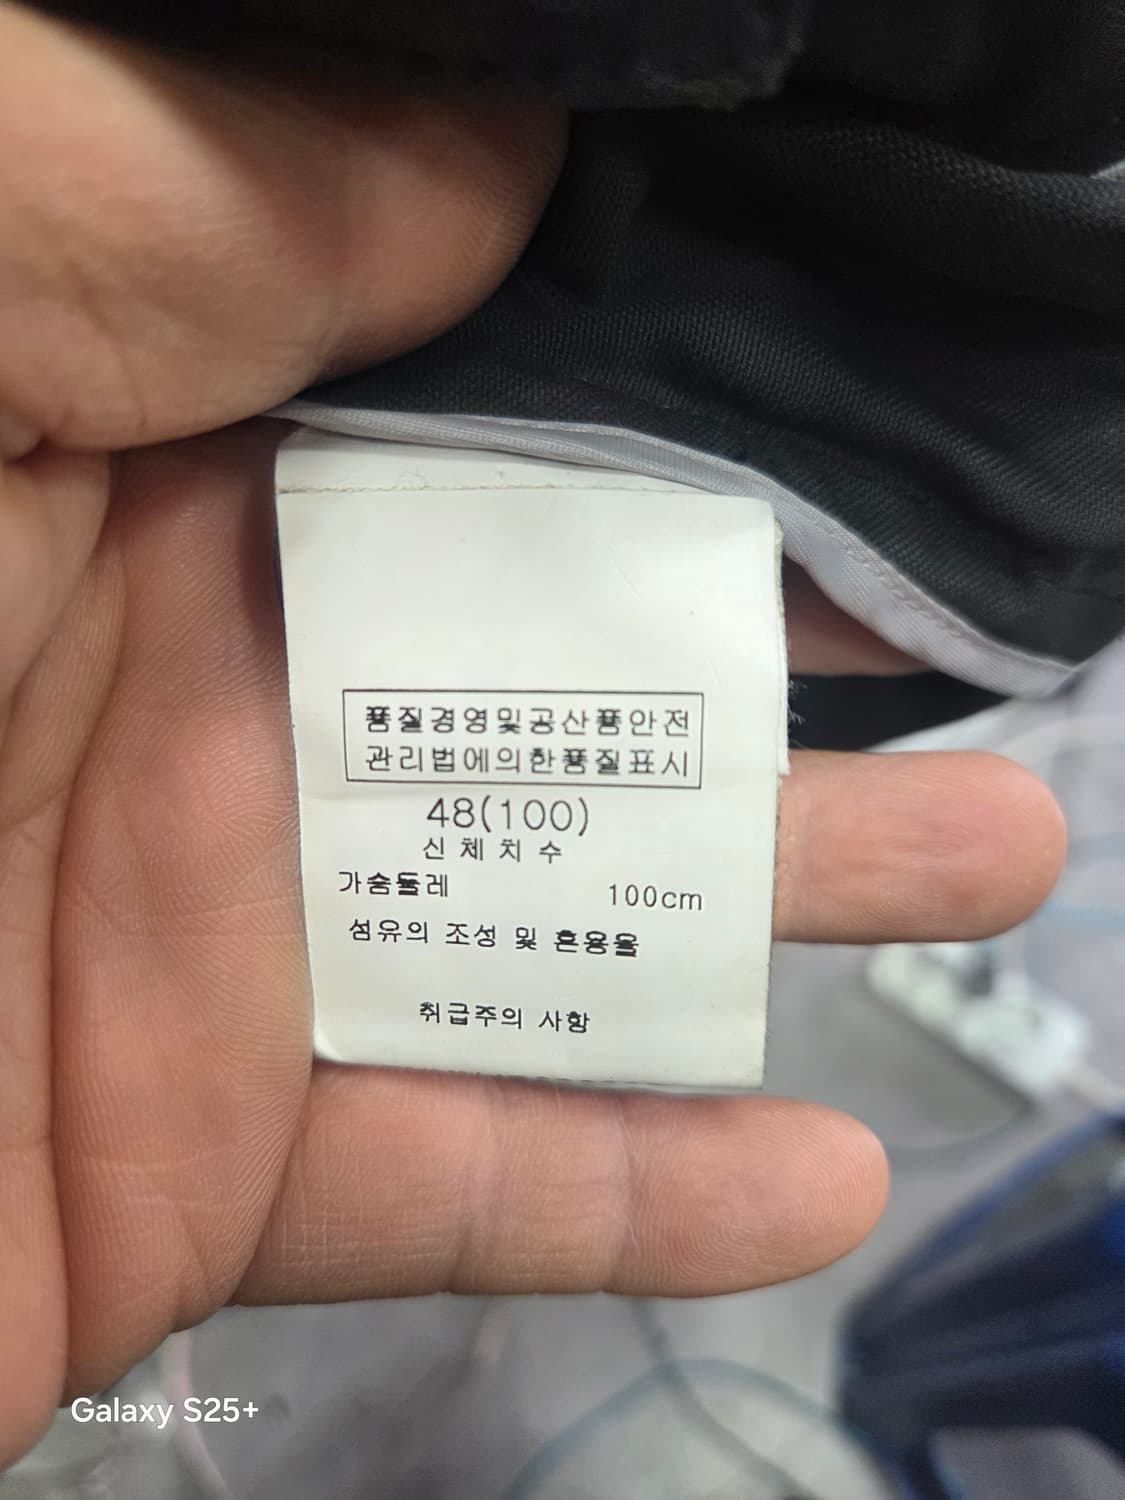 품질경영및공산품안전
관리법에의한품질표시
48(100)
신체치수
가슴둘레 100cm
섬유의 조성 및 혼용율
취급주의 사항
Galaxy S25+